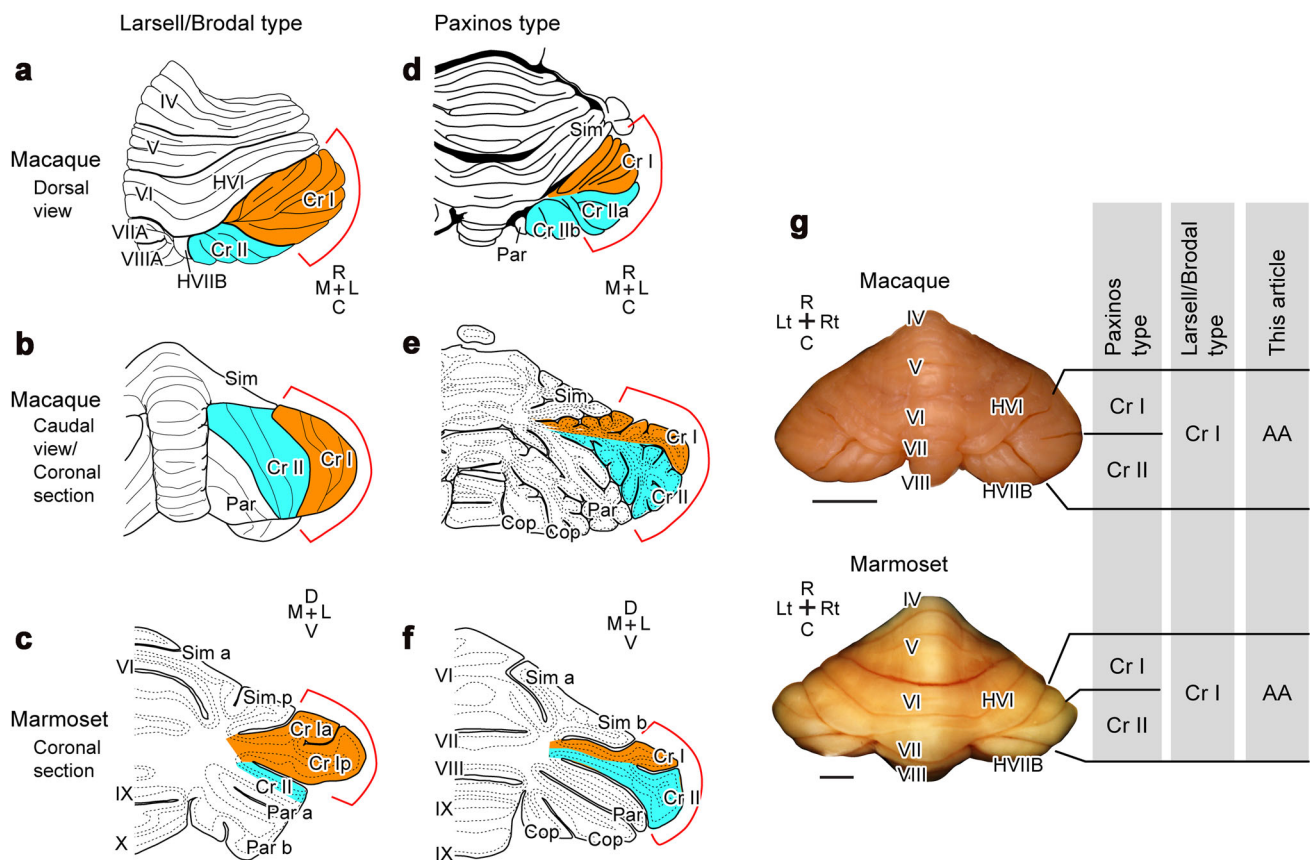 Larsell/Brodal type
Paxinos type
a
IV
V
VI
HVI
Cr I
VIIA
VIIIA
Cr II
HVIIB
Macaque
Dorsal
view
R
M + L
C
d
Sim
Cr I
Cr IIa
Cr IIb
Par
R
M + L
C
b
Sim
Cr II
Cr I
Par
Macaque
Caudal
view/
Coronal
section
e
Sim
Cr I
Cr II
Par
Cop
Cop
D
M + L
V
D
M + L
V
c
Sim a
VI
Sim p
Cr Ia
Cr Ip
Cr II
IX
Par a
X
Par b
Marmoset
Coronal
section
f
VI
Sim a
Sim b
VII
Cr I
VIII
Cr II
IX
Par
Cop
Cop
IX
g
Macaque
R
Lt + Rt
C
IV
V
VI
HVI
VII
VIII
HVIIB
Paxinos
type
Larsell/Brodal
type
This article
Cr I
Cr II
Cr I
AA
Marmoset
R
Lt + Rt
C
IV
V
VI
HVI
VII
VIII
HVIIB
Cr I
Cr II
Cr I
AA